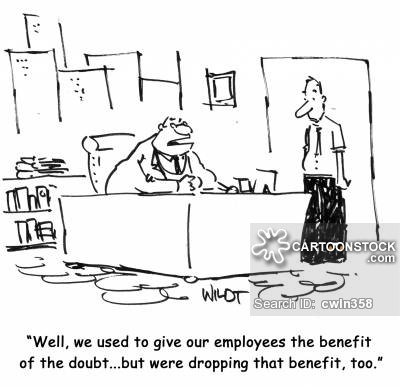 CARTOONSTOCK
.com
Search ID: cwln358
WILDT
"Well, we used to give our employees the benefit
of the doubt...but were dropping that benefit, too."